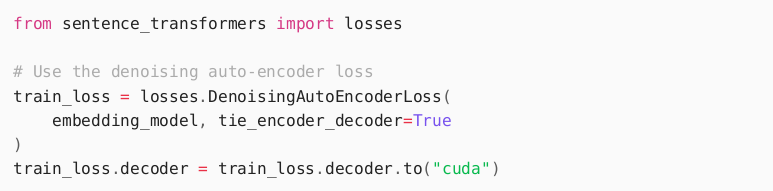 from sentence_transformers import losses

# Use the denoising auto-encoder loss
train_loss = losses.DenoisingAutoEncoderLoss(
    embedding_model, tie_encoder_decoder=True
)
train_loss.decoder = train_loss.decoder.to("cuda")